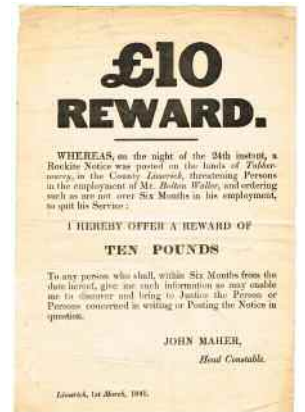 £10
REWARD.
WHEREAS, on the night of the 24th instant, a
Rockite Notice was posted on the lands of
in the County Limerick, threatening Persons
in the employment of Mr. Bolton Waller, and ordering
such as are not over Six Months in his employment,
to quit his Service:
I HEREBY OFFER A REWARD OF
TEN POUNDS
To any person who shall, within Six Months from the
date hereof, give me such information as may enable
me to discover and bring to Justice the Person or
Persons concerned in writing or Posting the Notice in
question.
JOHN MAHER,
Head Constable.
Limerick, 1st March,